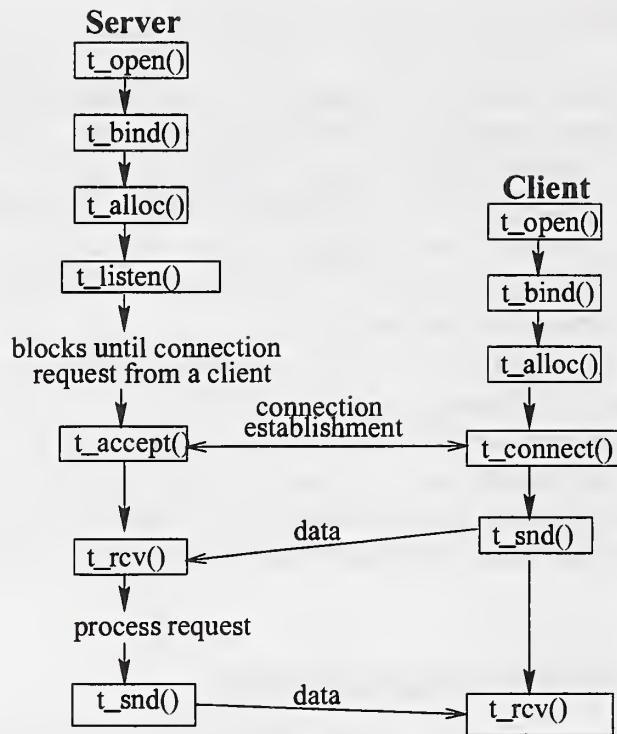 Server
t_open()
t_bind()
t_alloc()
t_listen()
blocks until connection
request from a client
t_accept()
t_rcv()
process request
t_snd()
connection
establishment
data
data
Client
t_open()
t_bind()
t_alloc()
t_connect()
t_snd()
t_rcv()